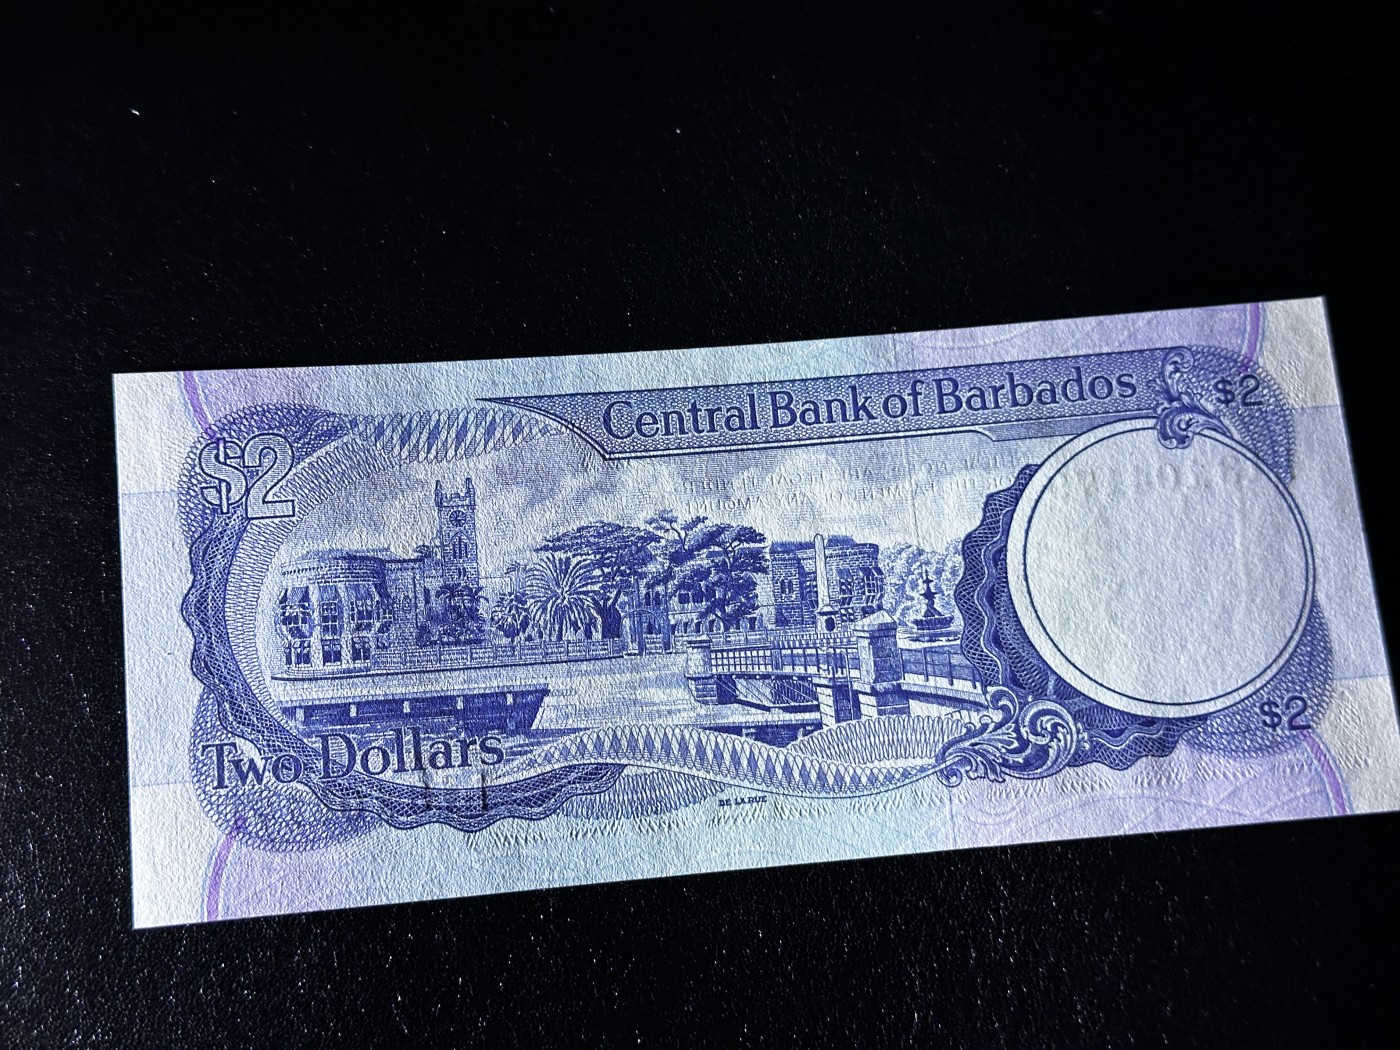 Central Bank of Barbados
$2
$2
Two Dollars
$2
DE LA RUE